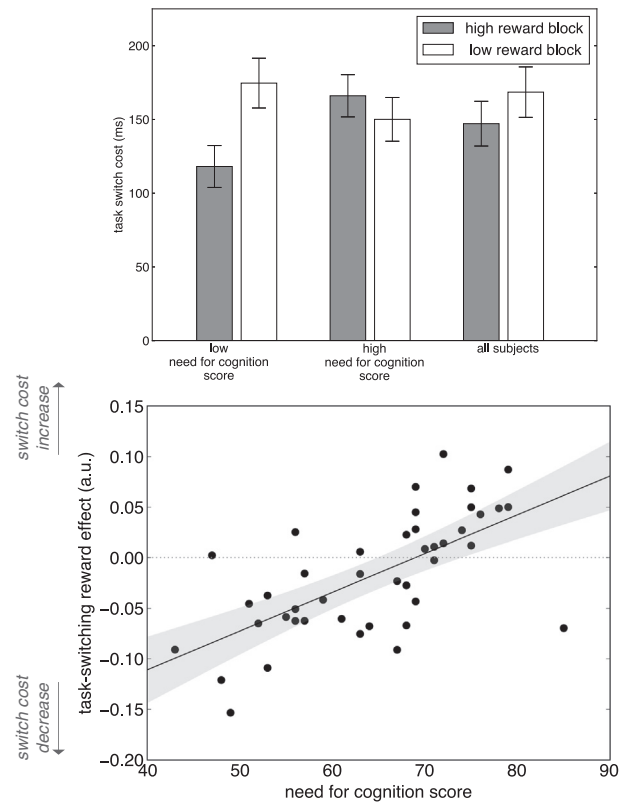 high reward block
low reward block
200
150
100
50
0
task switch cost (ms)
low
need for cognition
score
high
need for cognition
score
all subjects
switch cost
increase
switch cost
decrease
task-switching reward effect (a.u.)
0.15
0.10
0.05
0.00
−0.05
−0.10
−0.15
−0.20
40
50
60
70
80
90
need for cognition score